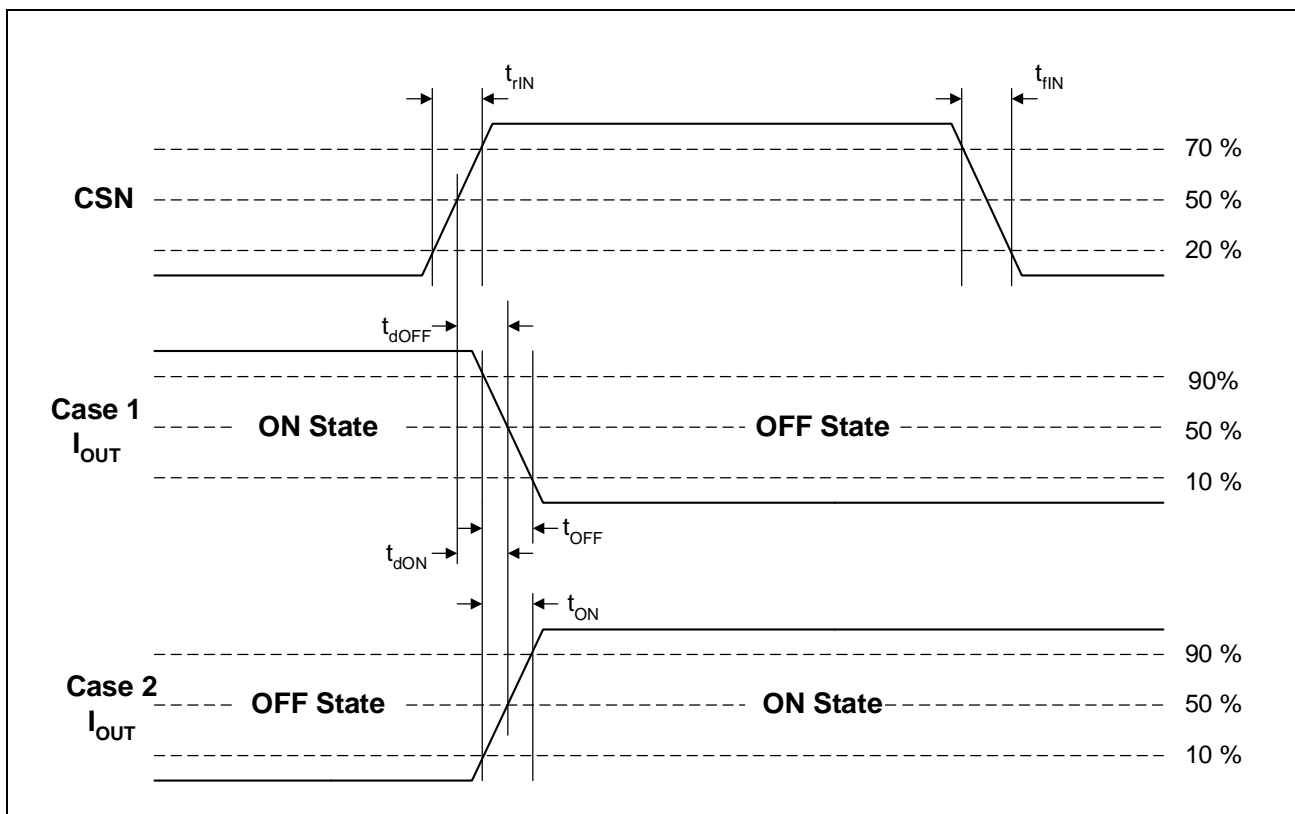 t_rIN
t_fIN
70 %
CSN
50 %
20 %
t_dOFF
90%
Case 1
I_OUT
ON State
OFF State
50 %
10 %
t_OFF
t_dON
t_ON
90 %
Case 2
I_OUT
OFF State
ON State
50 %
10 %